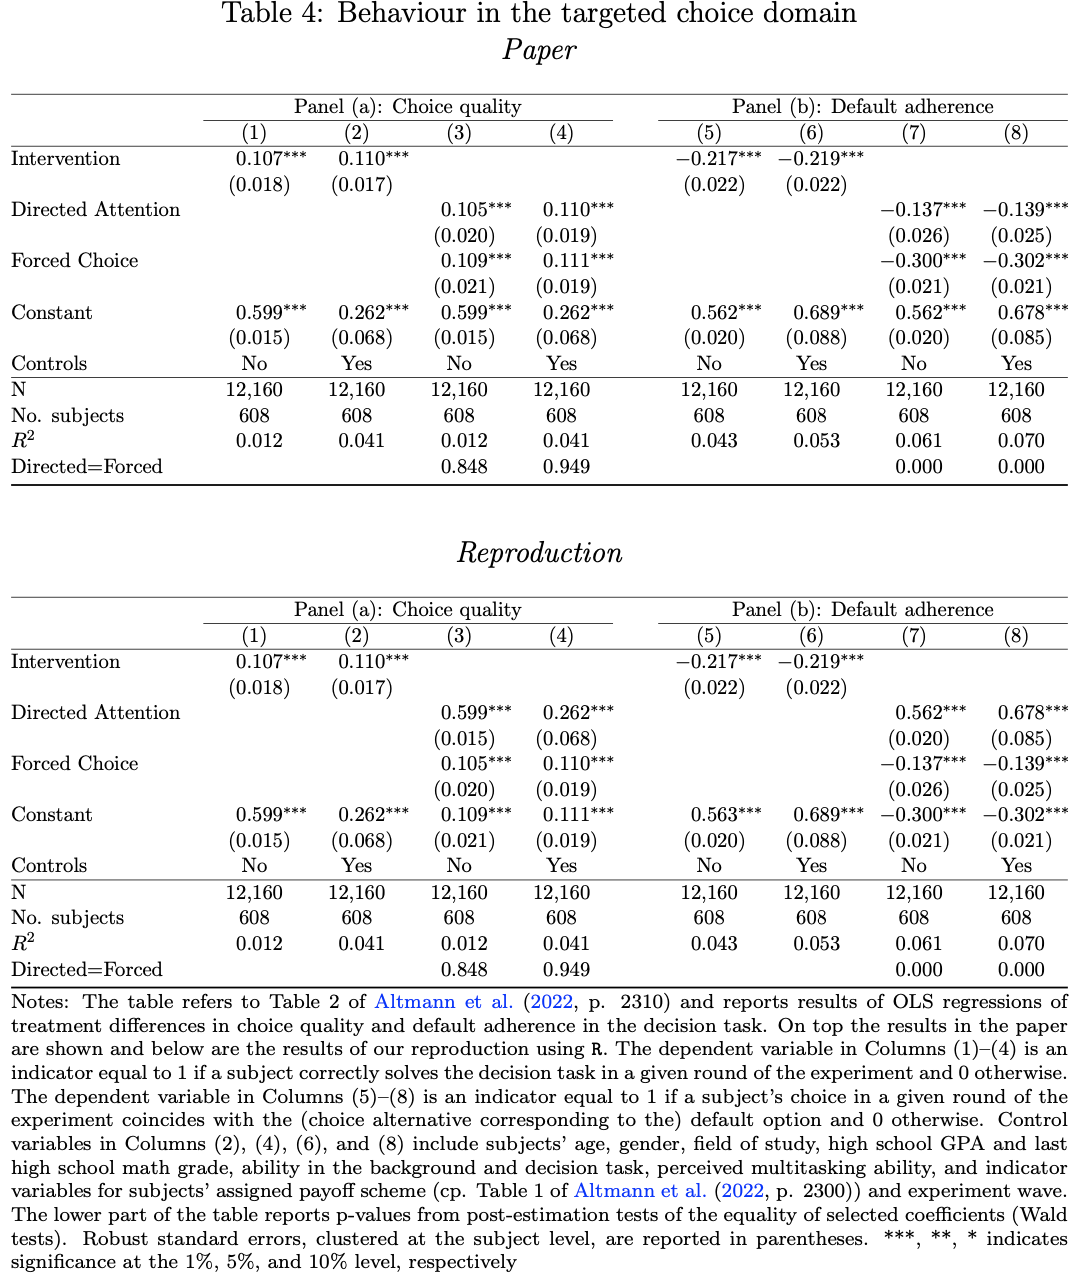 Table 4: Behaviour in the targeted choice domain
Paper
Panel (a): Choice quality Panel (b): Default adherence
(1) (2) (3) (4) (5) (6) (7) (8)
Intervention 0.107*** 0.110*** −0.217*** −0.219***
(0.018) (0.017) (0.022) (0.022)
Directed Attention 0.105*** 0.110*** −0.137*** −0.139***
(0.020) (0.019) (0.026) (0.025)
Forced Choice 0.109*** 0.111*** −0.300*** −0.302***
(0.021) (0.019) (0.021) (0.021)
Constant 0.599*** 0.262*** 0.599*** 0.262*** 0.562*** 0.689*** 0.562*** 0.678***
(0.015) (0.068) (0.015) (0.068) (0.020) (0.088) (0.020) (0.085)
Controls No Yes No Yes No Yes No Yes
N 12,160 12,160 12,160 12,160 12,160 12,160 12,160 12,160
No. subjects 608 608 608 608 608 608 608 608
R² 0.012 0.041 0.012 0.041 0.043 0.053 0.061 0.070
Directed=Forced 0.848 0.949 0.000 0.000
Reproduction
Panel (a): Choice quality Panel (b): Default adherence
(1) (2) (3) (4) (5) (6) (7) (8)
Intervention 0.107*** 0.110*** −0.217*** −0.219***
(0.018) (0.017) (0.022) (0.022)
Directed Attention 0.599*** 0.262*** 0.562*** 0.678***
(0.015) (0.068) (0.020) (0.085)
Forced Choice 0.105*** 0.110*** −0.137*** −0.139***
(0.020) (0.019) (0.026) (0.025)
Constant 0.599*** 0.262*** 0.109*** 0.111*** 0.563*** 0.689*** −0.300*** −0.302***
(0.015) (0.068) (0.021) (0.019) (0.020) (0.088) (0.021) (0.021)
Controls No Yes No Yes No Yes No Yes
N 12,160 12,160 12,160 12,160 12,160 12,160 12,160 12,160
No. subjects 608 608 608 608 608 608 608 608
R² 0.012 0.041 0.012 0.041 0.043 0.053 0.061 0.070
Directed=Forced 0.848 0.949 0.000 0.000
Notes: The table refers to Table 2 of Altmann et al. (2022, p. 2310) and reports results of OLS regressions of
treatment differences in choice quality and default adherence in the decision task. On top the results in the paper
are shown and below are the results of our reproduction using R. The dependent variable in Columns (1)–(4) is an
indicator equal to 1 if a subject correctly solves the decision task in a given round of the experiment and 0 otherwise.
The dependent variable in Columns (5)–(8) is an indicator equal to 1 if a subject's choice in a given round of the
experiment coincides with the (choice alternative corresponding to the) default option and 0 otherwise. Control
variables in Columns (2), (4), (6), and (8) include subjects' age, gender, field of study, high school GPA and last
high school math grade, ability in the background and decision task, perceived multitasking ability, and indicator
variables for subjects' assigned payoff scheme (cp. Table 1 of Altmann et al. (2022, p. 2300)) and experiment wave.
The lower part of the table reports p-values from post-estimation tests of the equality of selected coefficients (Wald
tests). Robust standard errors, clustered at the subject level, are reported in parentheses. ***, **, * indicates
significance at the 1%, 5%, and 10% level, respectively